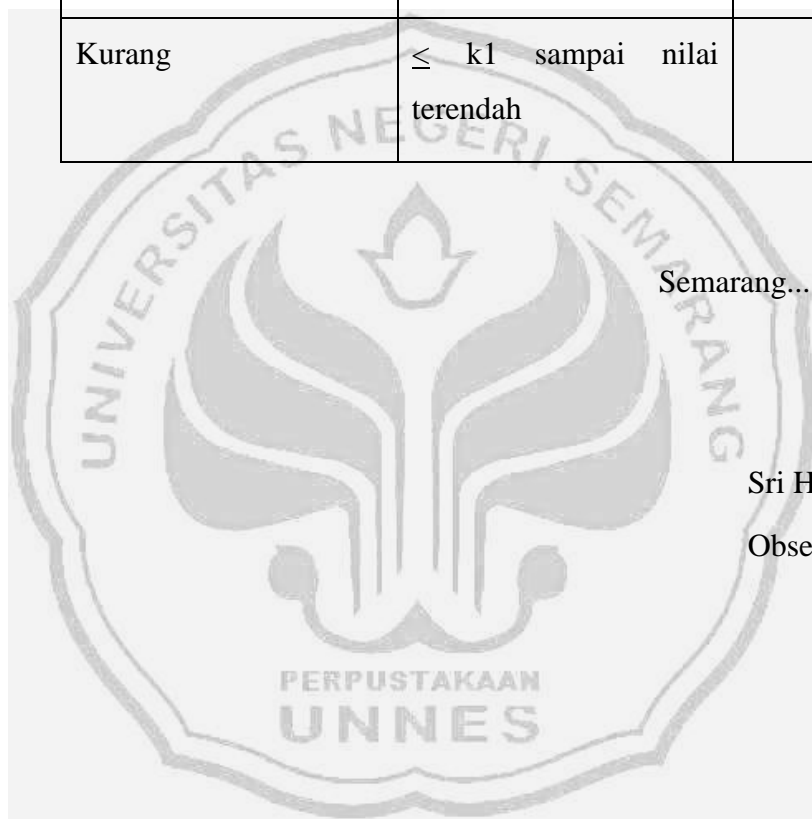 Kurang ≤ k1 sampai nilai
terendah
UNIVERSITAS NEGERI SEMARANG
Semarang...
Sri H
Obse
PERPUSTAKAAN
UNNES